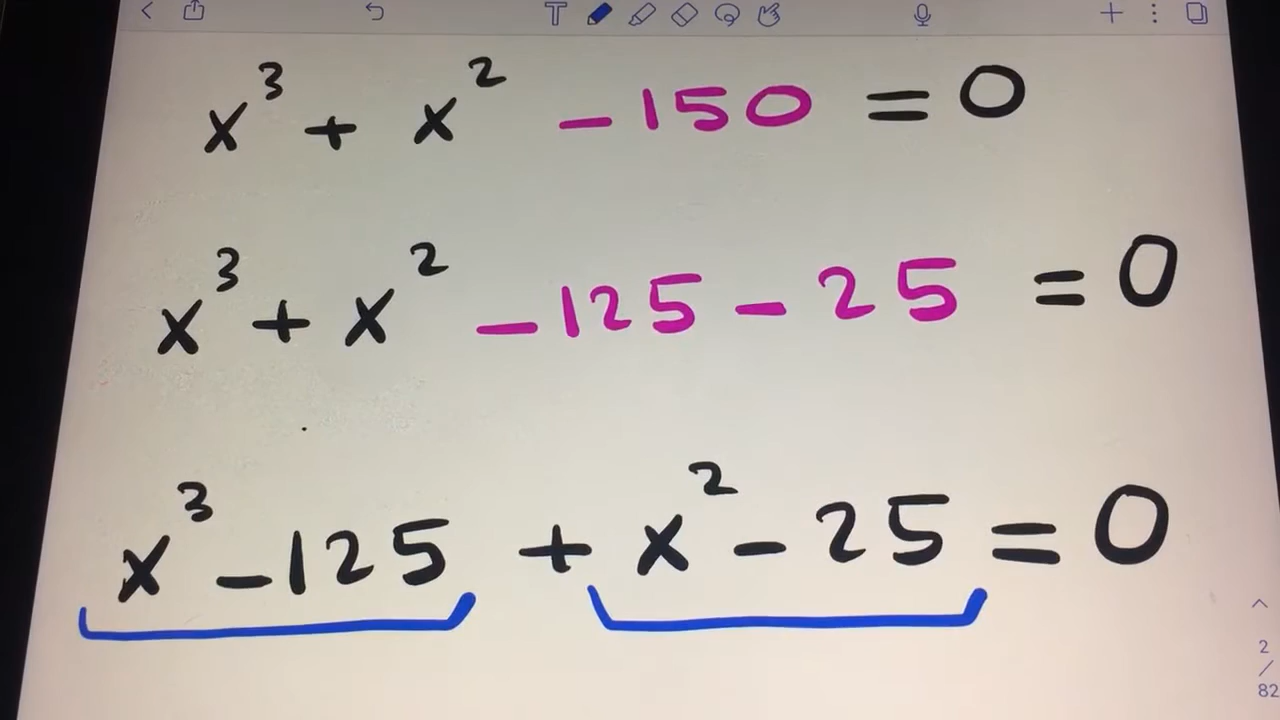 x³ + x² - 150 = 0
x³ + x² - 125 - 25 = 0
x³ - 125 + x² - 25 = 0
2
/
82